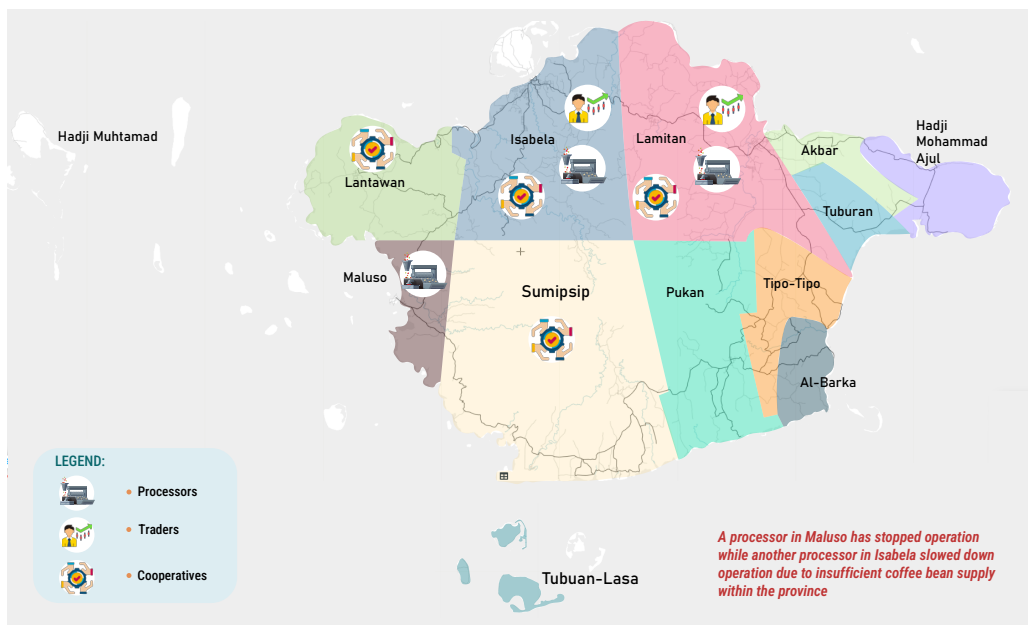 Hadji Muhtamad
Lantawan
Isabela
Lamitan
Akbar
Hadji
Mohammad
Ajul
Tuburan
Maluso
Sumipsip
Pukan
Tipo-Tipo
Al-Barka
LEGEND:
• Processors
• Traders
• Cooperatives
Tubuan-Lasa
A processor in Maluso has stopped operation
while another processor in Isabela slowed down
operation due to insufficient coffee bean supply
within the province